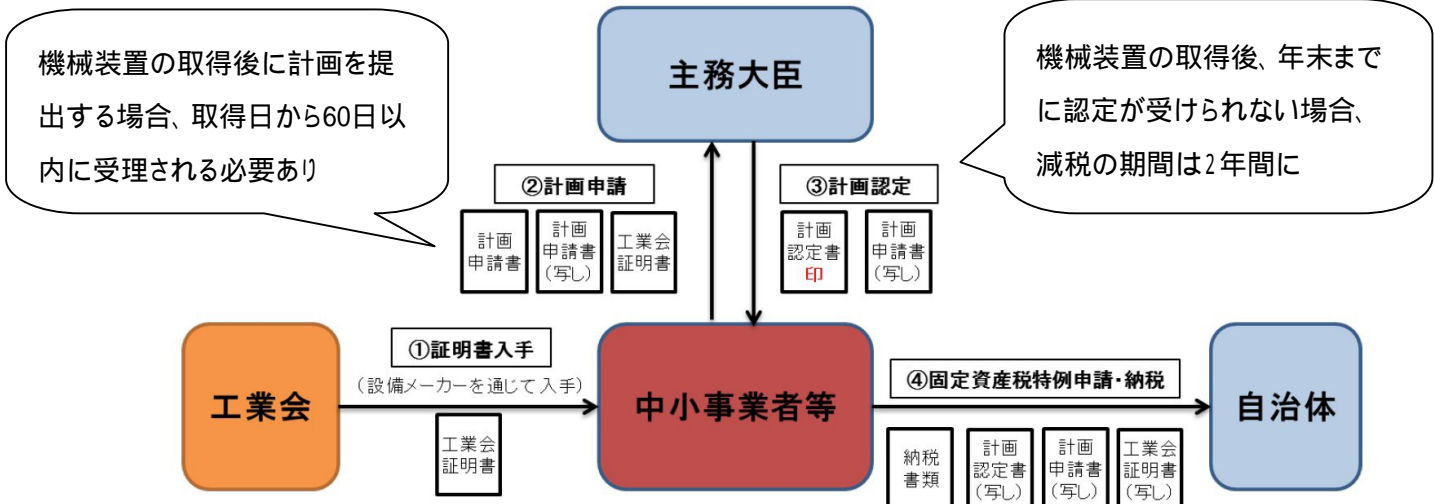 機械装置の取得後に計画を提
出する場合、取得日から60日以
内に受理される必要あり
主務大臣
機械装置の取得後、年末まで
に認定が受けられない場合、
減税の期間は2年間に
②計画申請
計画
申請書
計画
申請書
(写し)
工業会
証明書
③計画認定
計画
認定書
印
計画
申請書
(写し)
工業会
①証明書入手
(設備メーカーを通じて入手)
工業会
証明書
中小事業者等
④固定資産税特例申請・納税
納税
書類
計画
認定書
(写し)
計画
申請書
(写し)
工業会
証明書
(写し)
自治体